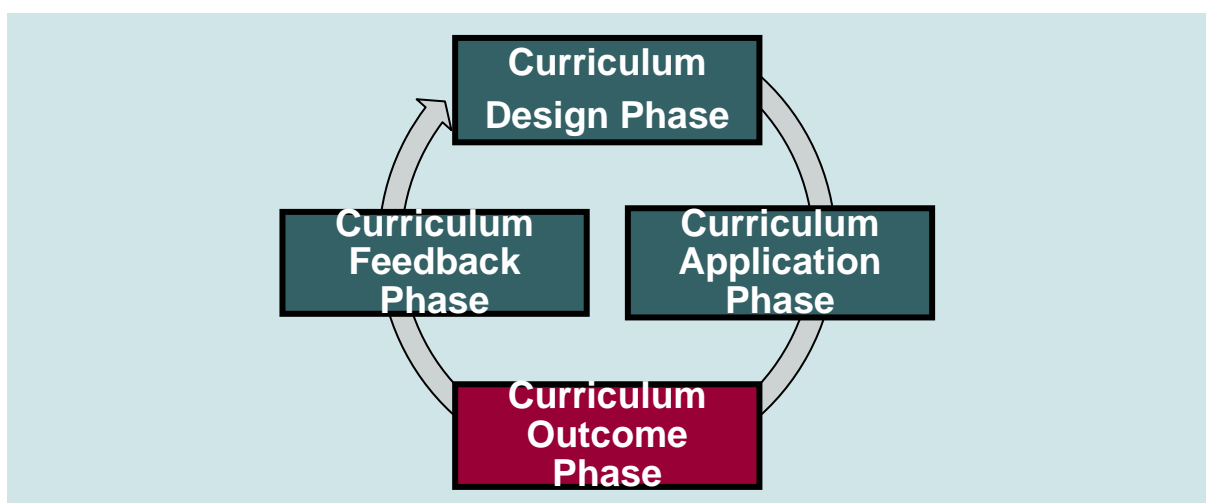 Curriculum
Design Phase
Curriculum
Feedback
Phase
Curriculum
Application
Phase
Curriculum
Outcome
Phase